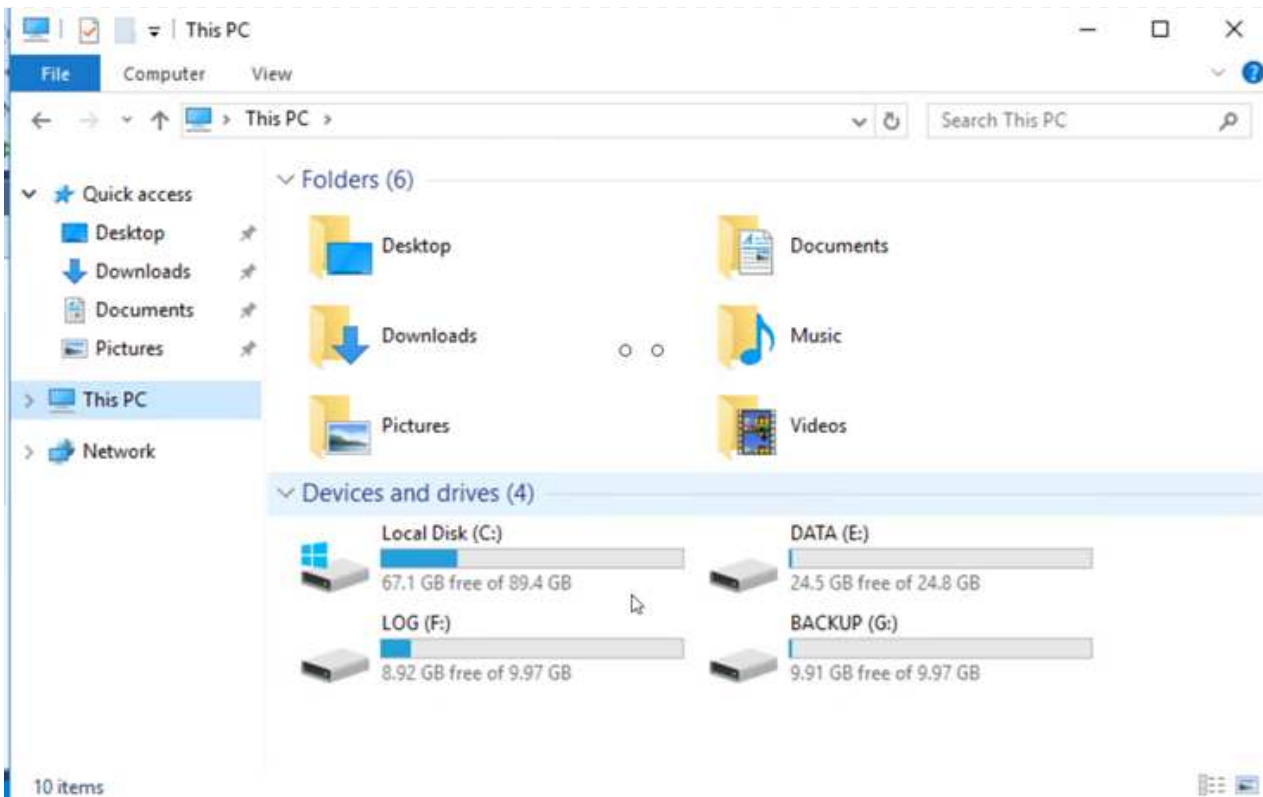 This PC
File Computer View
This PC
Search This PC
Quick access
Desktop
Downloads
Documents
Pictures
This PC
Network
Folders (6)
Desktop
Documents
Downloads
Music
Pictures
Videos
Devices and drives (4)
Local Disk (C:)
67.1 GB free of 89.4 GB
DATA (E:)
24.5 GB free of 24.8 GB
LOG (F:)
8.92 GB free of 9.97 GB
BACKUP (G:)
9.91 GB free of 9.97 GB
10 items